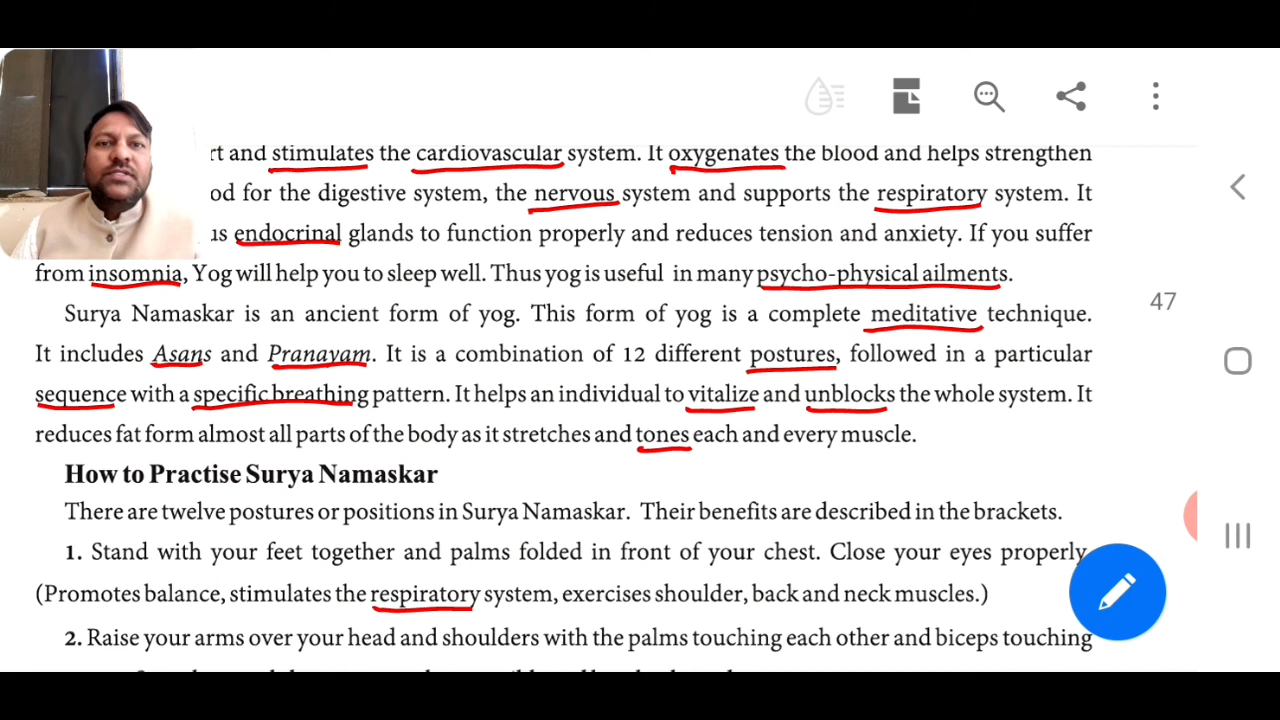 rt and stimulates the cardiovascular system. It oxygenates the blood and helps strengthen
od for the digestive system, the nervous system and supports the respiratory system. It
us endocrinal glands to function properly and reduces tension and anxiety. If you suffer
from insomnia, Yog will help you to sleep well. Thus yog is useful in many psycho-physical ailments.
47
Surya Namaskar is an ancient form of yog. This form of yog is a complete meditative technique.
It includes Asans and Pranayam. It is a combination of 12 different postures, followed in a particular
sequence with a specific breathing pattern. It helps an individual to vitalize and unblocks the whole system. It
reduces fat form almost all parts of the body as it stretches and tones each and every muscle.
How to Practise Surya Namaskar
There are twelve postures or positions in Surya Namaskar. Their benefits are described in the brackets.
1. Stand with your feet together and palms folded in front of your chest. Close your eyes properly.
(Promotes balance, stimulates the respiratory system, exercises shoulder, back and neck muscles.)
2. Raise your arms over your head and shoulders with the palms touching each other and biceps touching